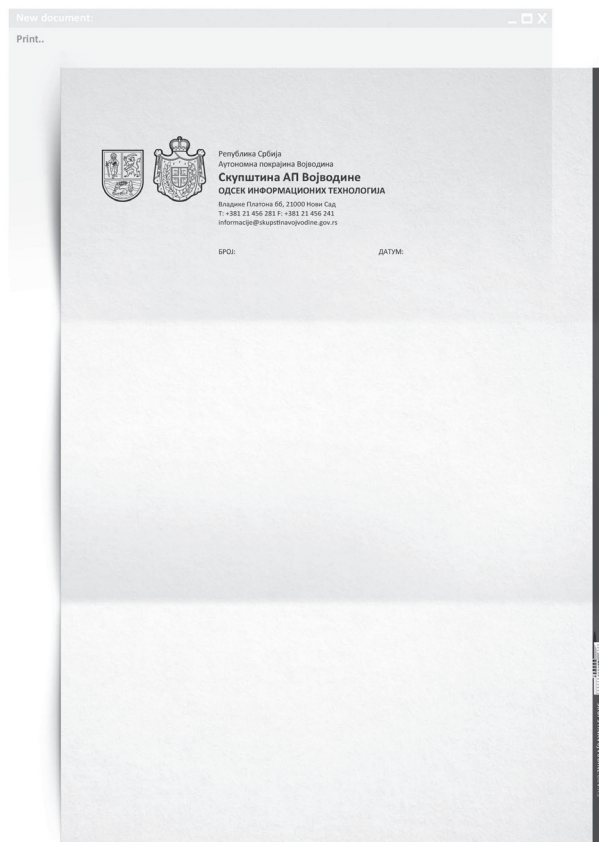 New document:
Print..
Република Србија
Аутономна покрајина Војводина
Скупштина АП Војводине
ОДСЕК ИНФОРМАЦИОНИХ ТЕХНОЛОГИЈА
Владике Платона бб, 21000 Нови Сад
Т: +381 21 456 281 F: +381 21 456 241
informacije@skupstinavojvodine.gov.rs
БРОЈ: ДАТУМ: